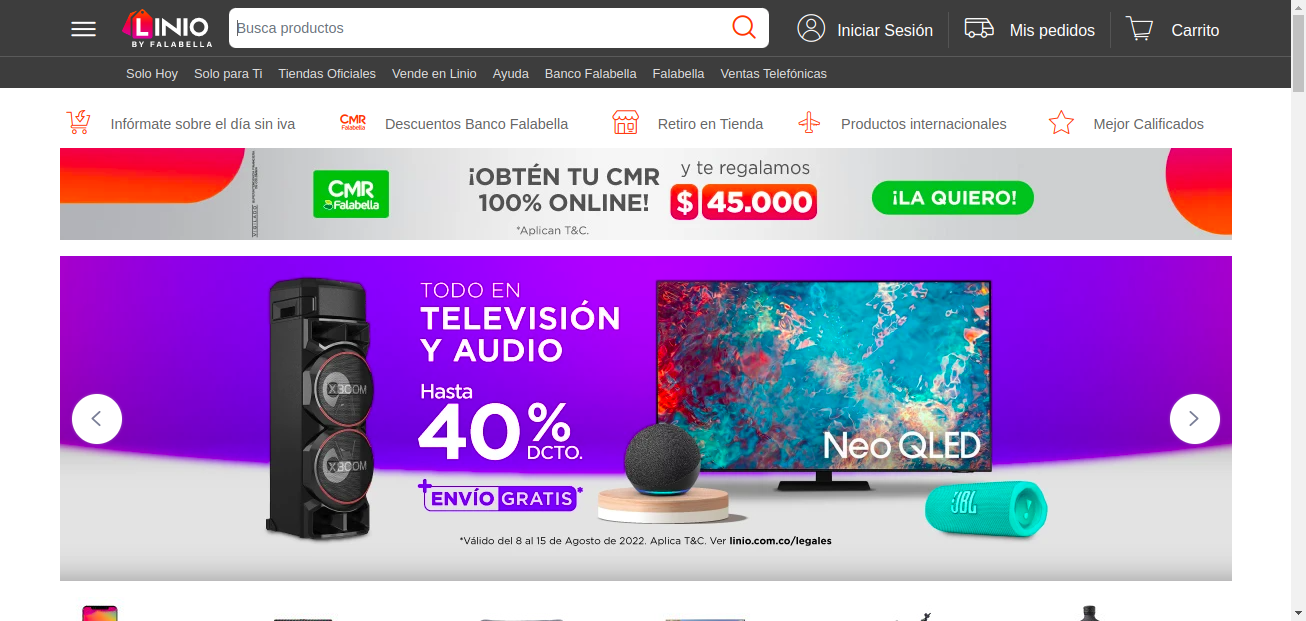 LINIO
BY FALABELLA
Busca productos
Iniciar Sesión
Mis pedidos
Carrito
Solo Hoy
Solo para Ti
Tiendas Oficiales
Vende en Linio
Ayuda
Banco Falabella
Falabella
Ventas Telefónicas
Infórmate sobre el día sin iva
CMR
Falabella
Descuentos Banco Falabella
Retiro en Tienda
Productos internacionales
Mejor Calificados
CMR
Falabella
¡OBTÉN TU CMR
100% ONLINE!
*Aplican T&C.
y te regalamos
$ 45.000
¡LA QUIERO!
TODO EN
TELEVISIÓN
Y AUDIO
Hasta
40%
DCTO.
+ENVÍO GRATIS*
XBOOM
XBOOM
Neo QLED
JBL
*Válido del 8 al 15 de Agosto de 2022. Aplica T&C. Ver linio.com.co/legales